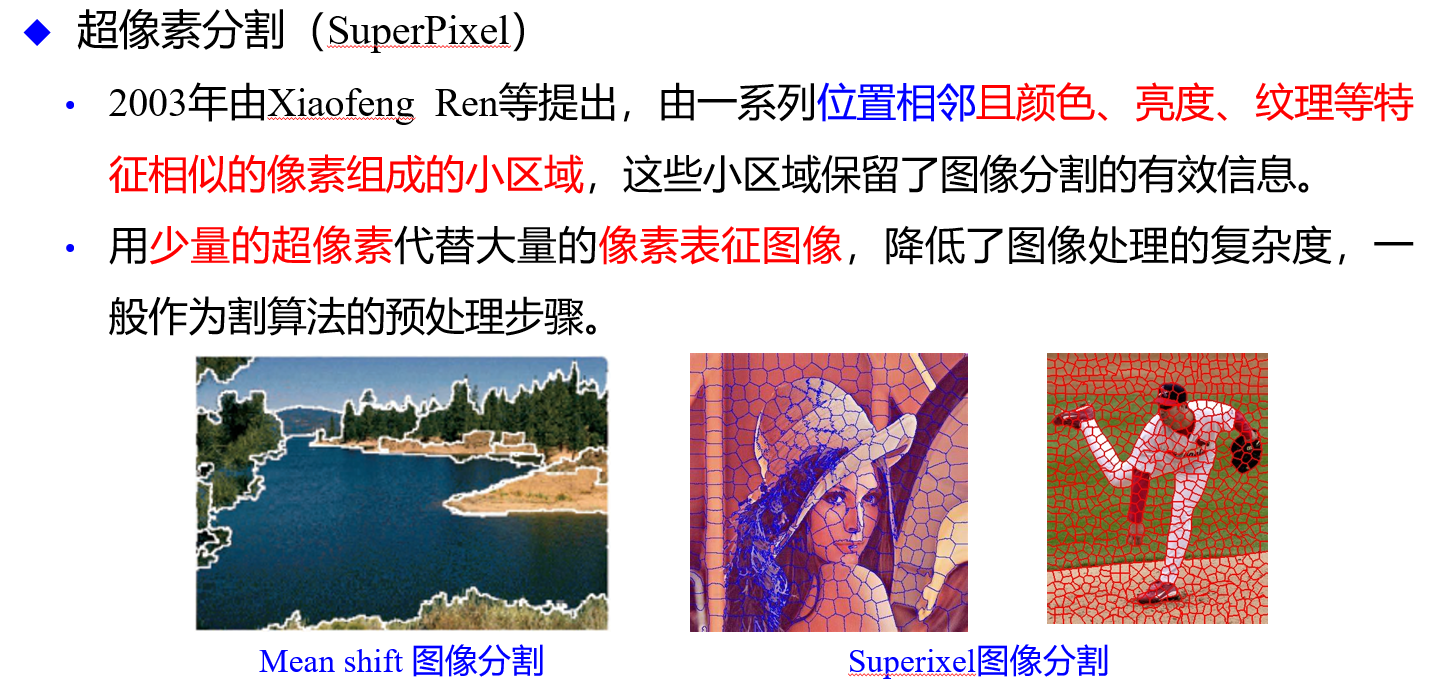 ◆ 超像素分割（SuperPixel）
• 2003年由Xiaofeng Ren等提出，由一系列位置相邻且颜色、亮度、纹理等特
征相似的像素组成的小区域，这些小区域保留了图像分割的有效信息。
• 用少量的超像素代替大量的像素表征图像，降低了图像处理的复杂度，一
般作为割算法的预处理步骤。
Mean shift 图像分割
Superixel图像分割